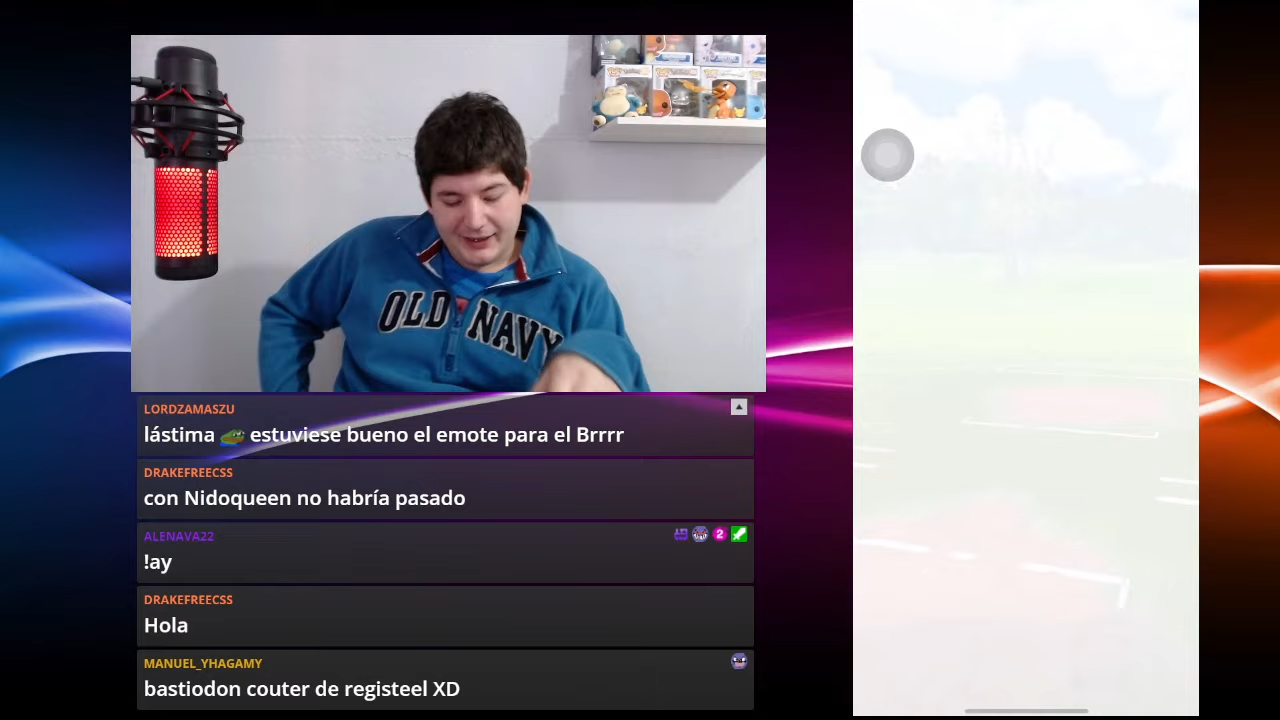 OLD NAVY
LORDZAMASZU
lástima estuviese bueno el emote para el Brrrr
DRAKEFREECSS
con Nidoqueen no habría pasado
ALENAVA22
2
!ay
DRAKEFREECSS
Hola
MANUEL_YHAGAMY
bastiodon couter de registeel XD